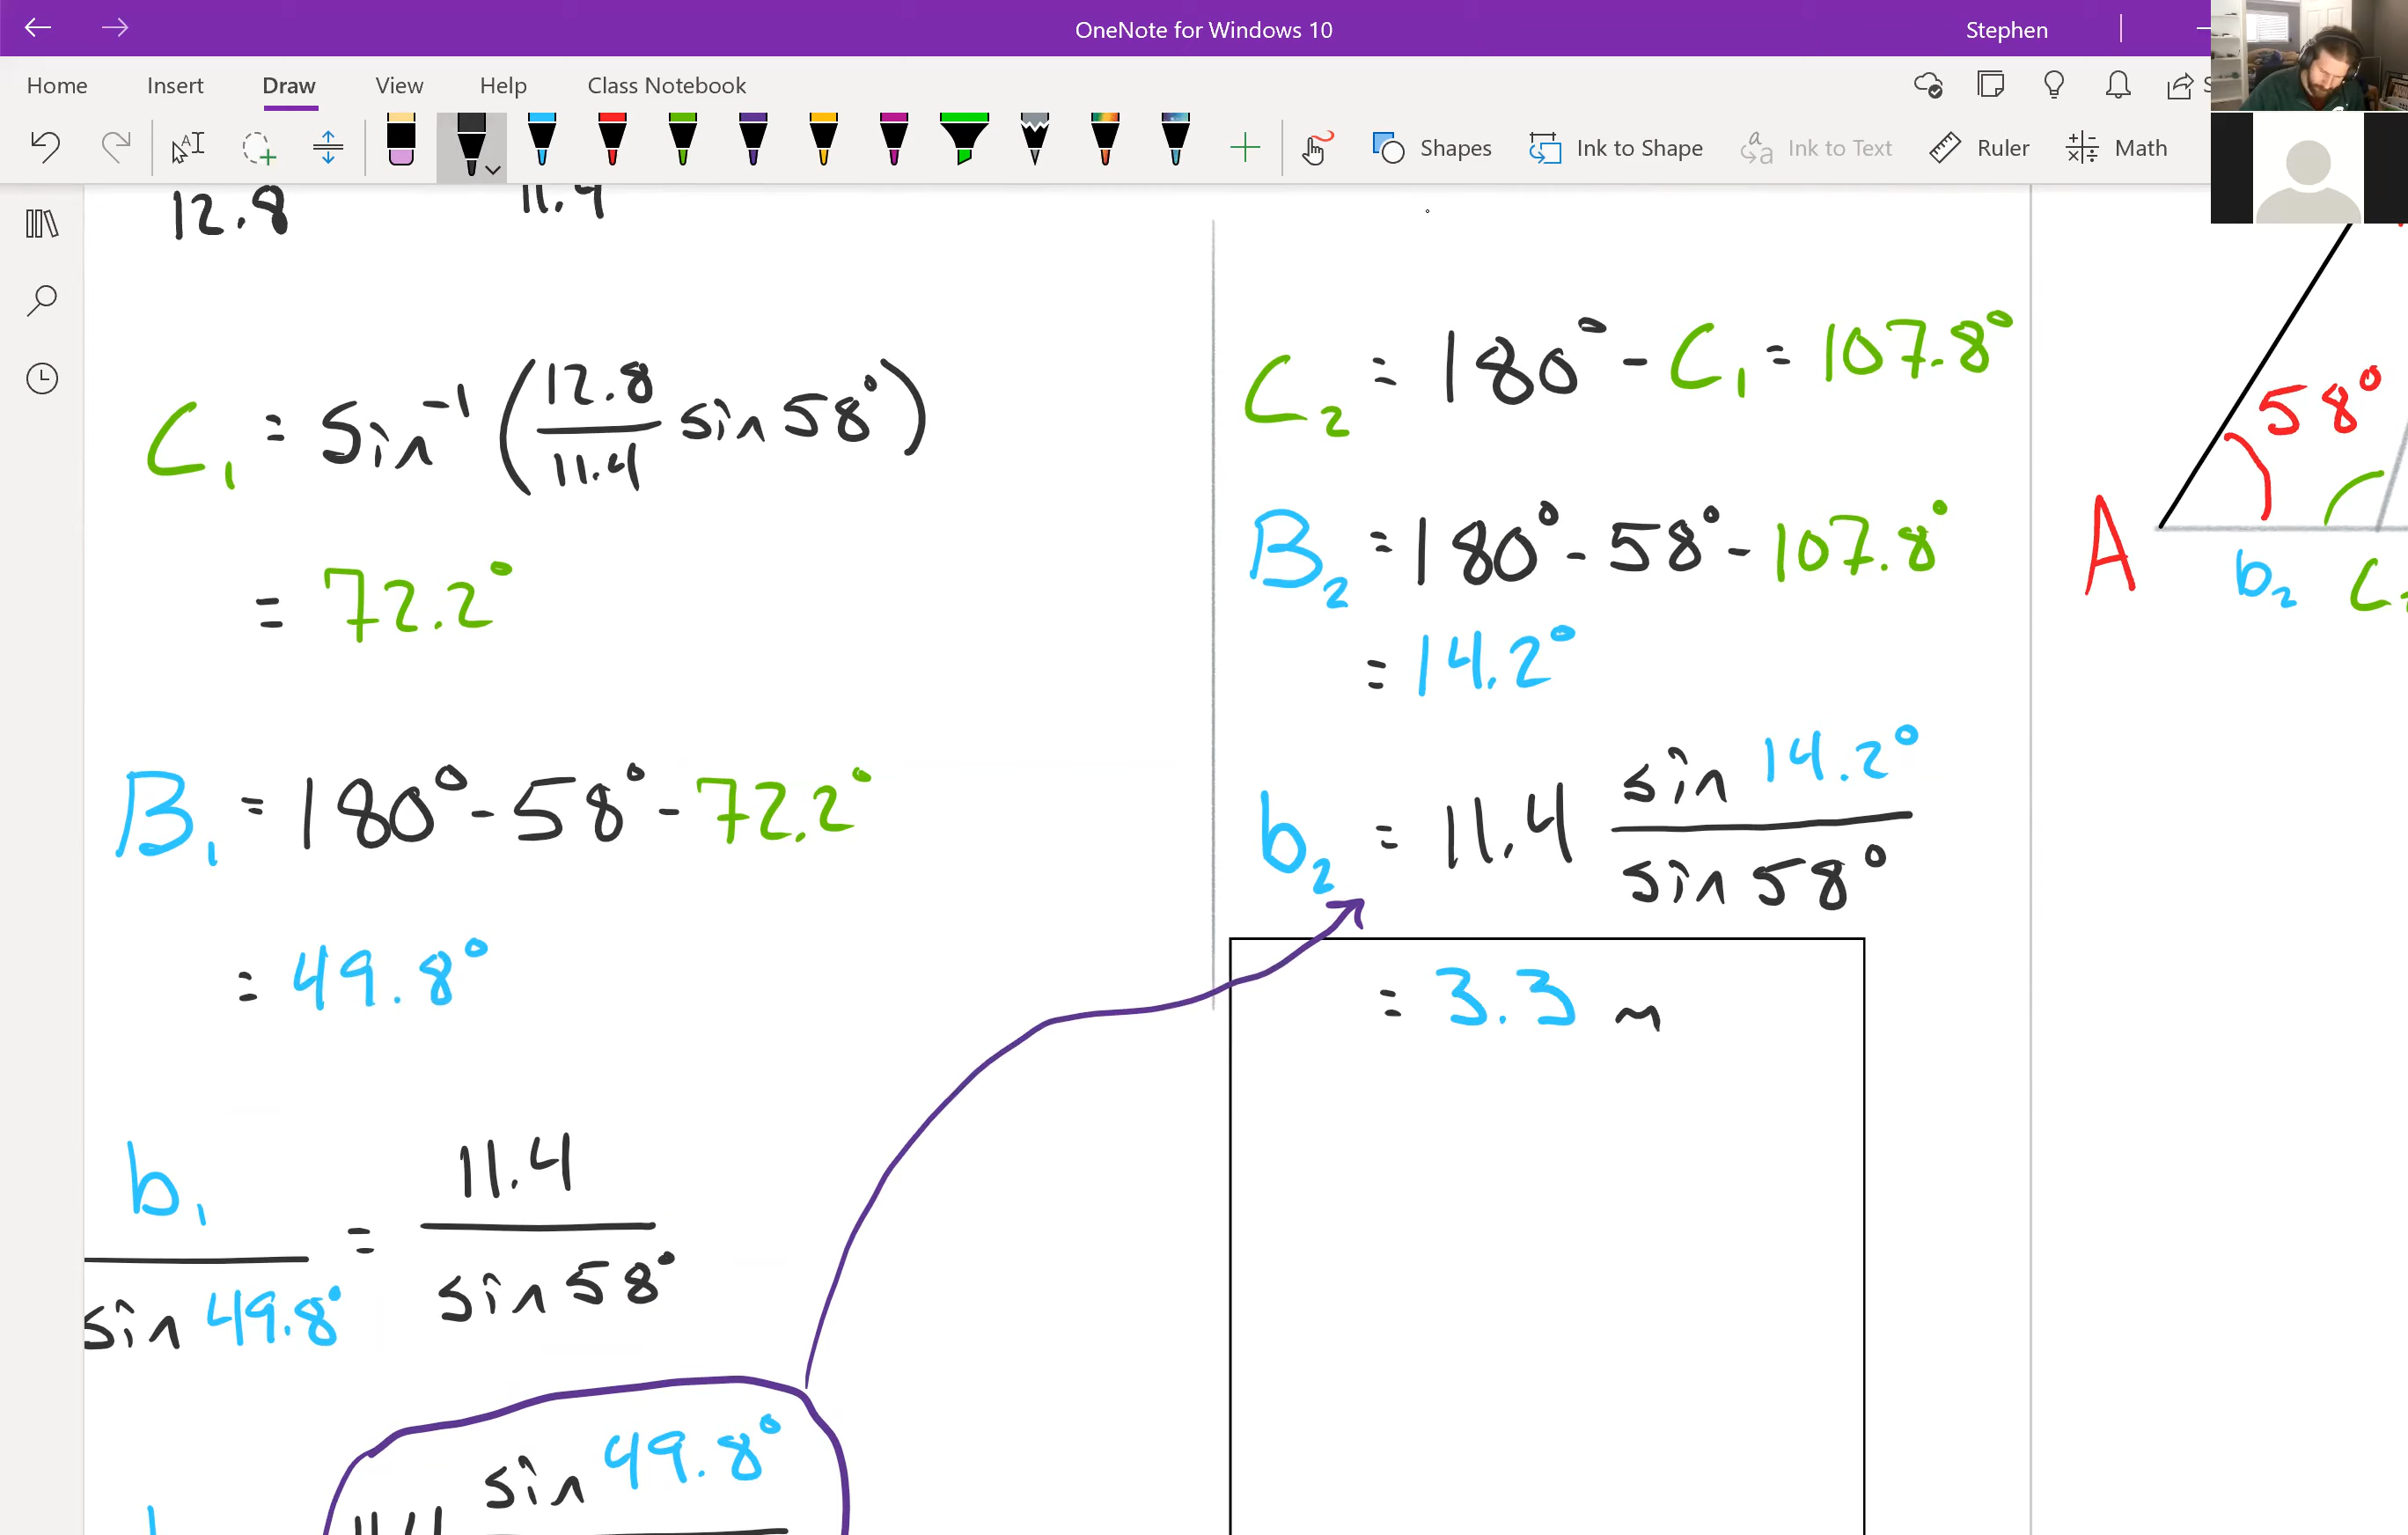 OneNote for Windows 10
Stephen
Home Insert Draw View Help Class Notebook
Shapes Ink to Shape Ink to Text Ruler Math
12.8 11.4
C₁ = sin⁻¹ (12.8/11.4 sin 58°)
= 72.2°
B₁ = 180° - 58° - 72.2°
= 49.8°
b₁/sin 49.8° = 11.4/sin 58°
sin 49.8°
C₂ = 180° - C₁ = 107.8°
B₂ = 180° - 58° - 107.8°
= 14.2°
b₂ = 11.4 sin 14.2°/sin 58°
= 3.3 m
58°
A
b₂ C₂